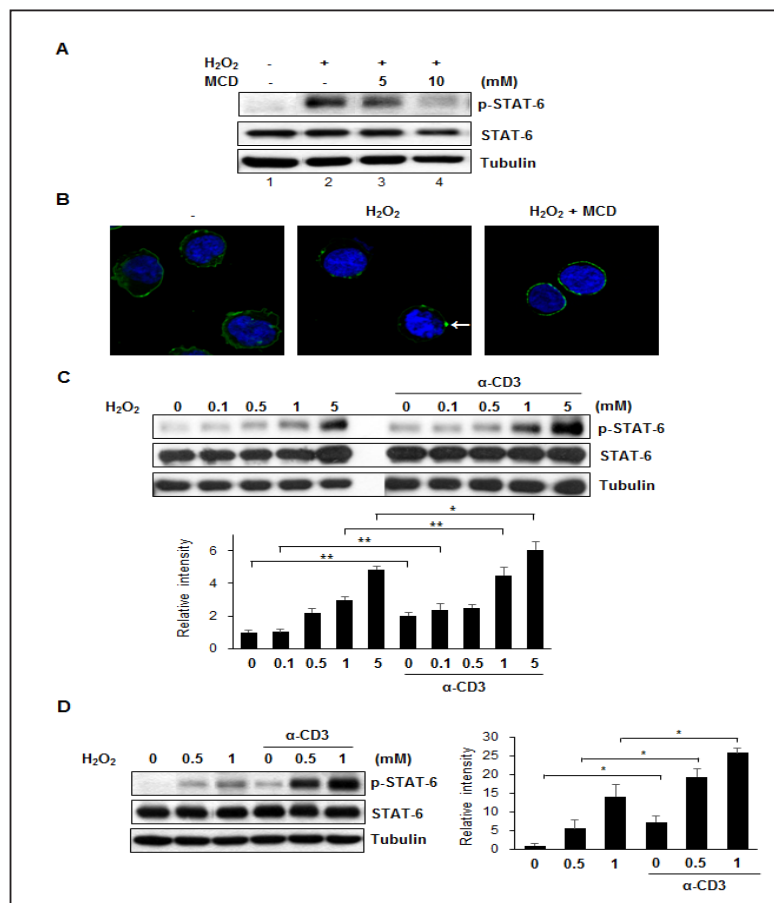 A
H₂O₂ - + + +
MCD - - 5 10 (mM)
p-STAT-6
STAT-6
Tubulin
1 2 3 4
B
- H₂O₂ H₂O₂ + MCD
C
α-CD3
H₂O₂ 0 0.1 0.5 1 5 0 0.1 0.5 1 5 (mM)
p-STAT-6
STAT-6
Tubulin
*
**
**
**
Relative intensity
6
4
2
0
0 0.1 0.5 1 5 0 0.1 0.5 1 5
α-CD3
D
α-CD3
H₂O₂ 0 0.5 1 0 0.5 1 (mM)
p-STAT-6
STAT-6
Tubulin
*
*
*
Relative intensity
30
25
20
15
10
5
0
0 0.5 1 0 0.5 1
α-CD3